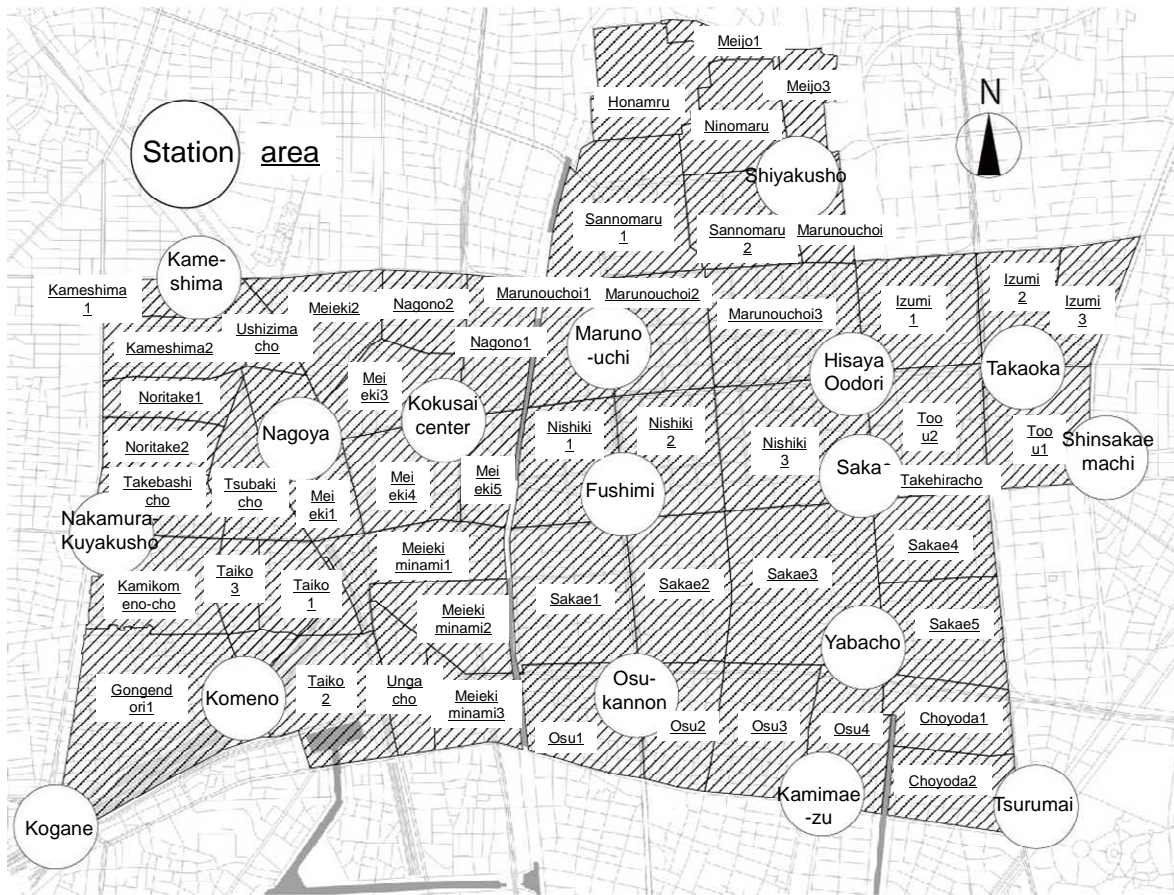 Meijo1
Meijo3
Honamru
Ninomaru
N
Station area
Shiyakusho
Sannomaru
1
Sannomaru
2
Marunouchoi
Kame-
shima
Kameshima
1
Ushizima
cho
Meieki2
Nagono2
Marunouchoi1
Marunouchoi2
Marunouchoi3
Izumi
1
Izumi
2
Izumi
3
Kameshima2
Nagono1
Maruno
-uchi
Hisaya
Oodori
Takaoka
Noritake1
Mei
eki3
Kokusai
center
Nagoya
Nishiki
1
Nishiki
2
Nishiki
3
Too
u2
Too
u1
Shinsakae
machi
Noritake2
Takebashi
cho
Tsubaki
cho
Mei
eki1
Mei
eki4
Mei
eki5
Fushimi
Takehiracho
Nakamura-
Kuyakusho
Meieki
minami1
Sakae4
Kamikom
eno-cho
Taiko
3
Taiko
1
Sakae1
Sakae2
Sakae3
Meieki
minami2
Sakae5
Yabacho
Gongend
ori1
Komeno
Taiko
2
Unga
cho
Meieki
minami3
Osu-
kannon
Osu1
Osu2
Osu3
Osu4
Choyoda1
Choyoda2
Kamimae
-zu
Tsurumai
Kogane